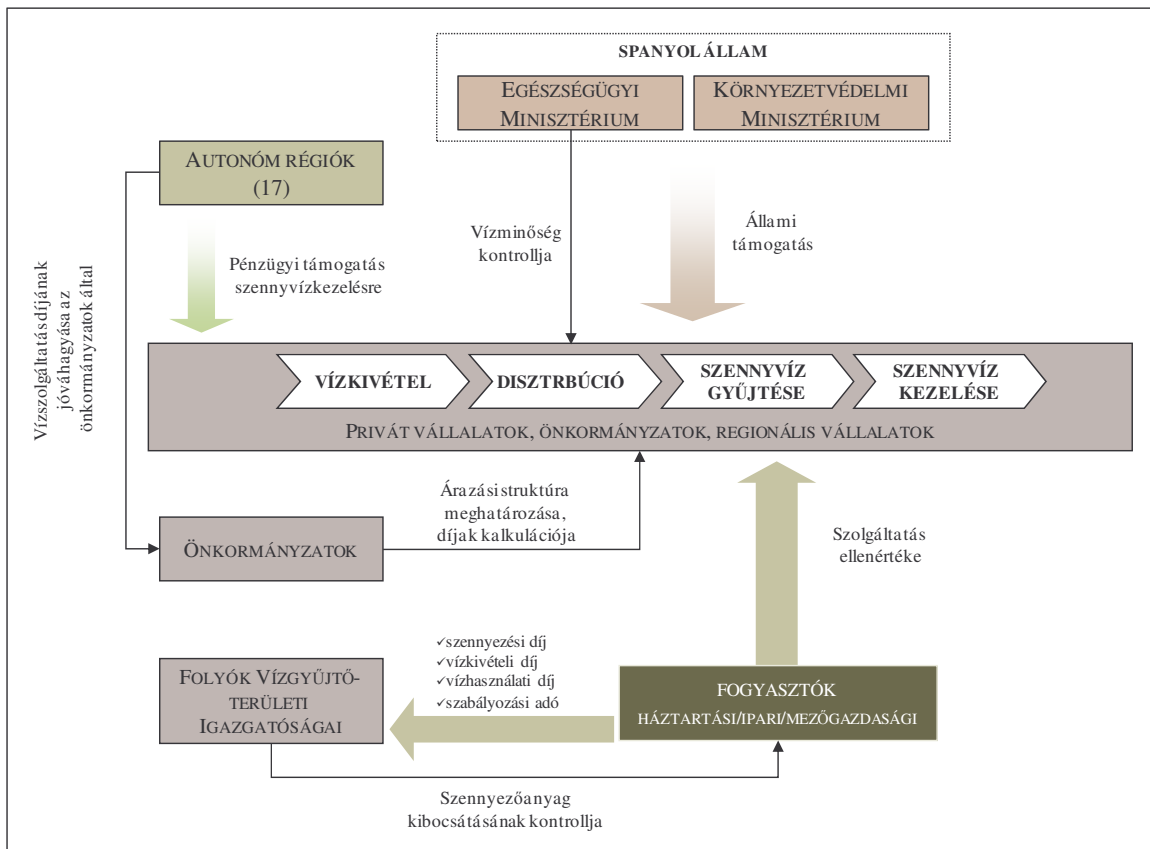 SPANYOL ÁLLAM
EGÉSZSÉGÜGYI
MINISZTÉRIUM
KÖRNYEZETVÉDELMI
MINISZTÉRIUM
AUTONÓM RÉGIÓK
(17)
Vízminőség
kontrollja
Állami
támogatás
Pénzügyi támogatás
szennyvízkezelésre
Vízszolgáltatás díjának
jóváhagyása az
önkormányzatok által
VÍZKIVÉTEL
DISZTRBÚCIÓ
SZENNYVÍZ
GYŰJTÉSE
SZENNYVÍZ
KEZELÉSE
PRIVÁT VÁLLALATOK, ÖNKORMÁNYZATOK, REGIONÁLIS VÁLLALATOK
Árazási struktúra
meghatározása,
díjak kalkulációja
ÖNKORMÁNYZATOK
Szolgáltatás
ellenértéke
✓szennyezési díj
✓vízkivételi díj
✓vízhasználati díj
✓szabályozási adó
FOLYÓK VÍZGYŰJTŐ-
TERÜLETI
IGAZGATÓSÁGAI
FOGYASZTÓK
HÁZTARTÁSI/IPARI/MEZŐGAZDASÁGI
Szennyezőanyag
kibocsátásának kontrollja